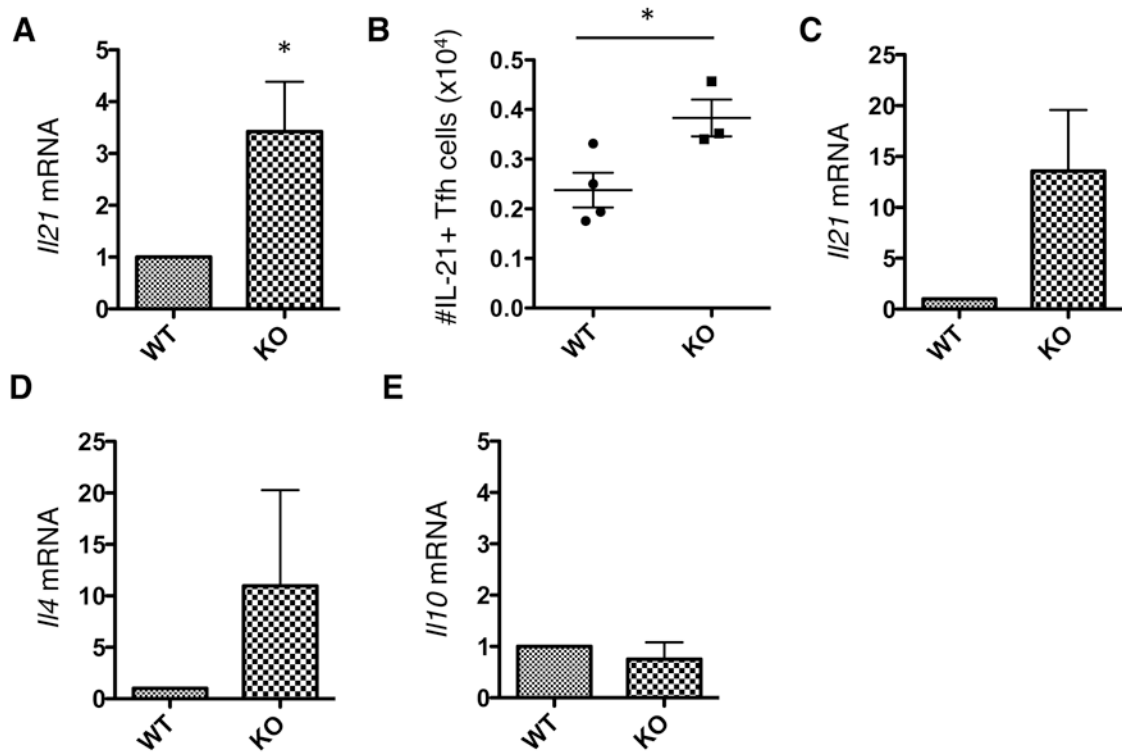 A
Il21 mRNA
5
4
3
2
1
0
*
WT
KO
B
#IL-21+ Tfh cells (x10⁴)
0.5
0.4
0.3
0.2
0.1
0.0
*
WT
KO
C
Il21 mRNA
25
20
15
10
5
0
WT
KO
D
Il4 mRNA
25
20
15
10
5
0
WT
KO
E
Il10 mRNA
5
4
3
2
1
0
WT
KO